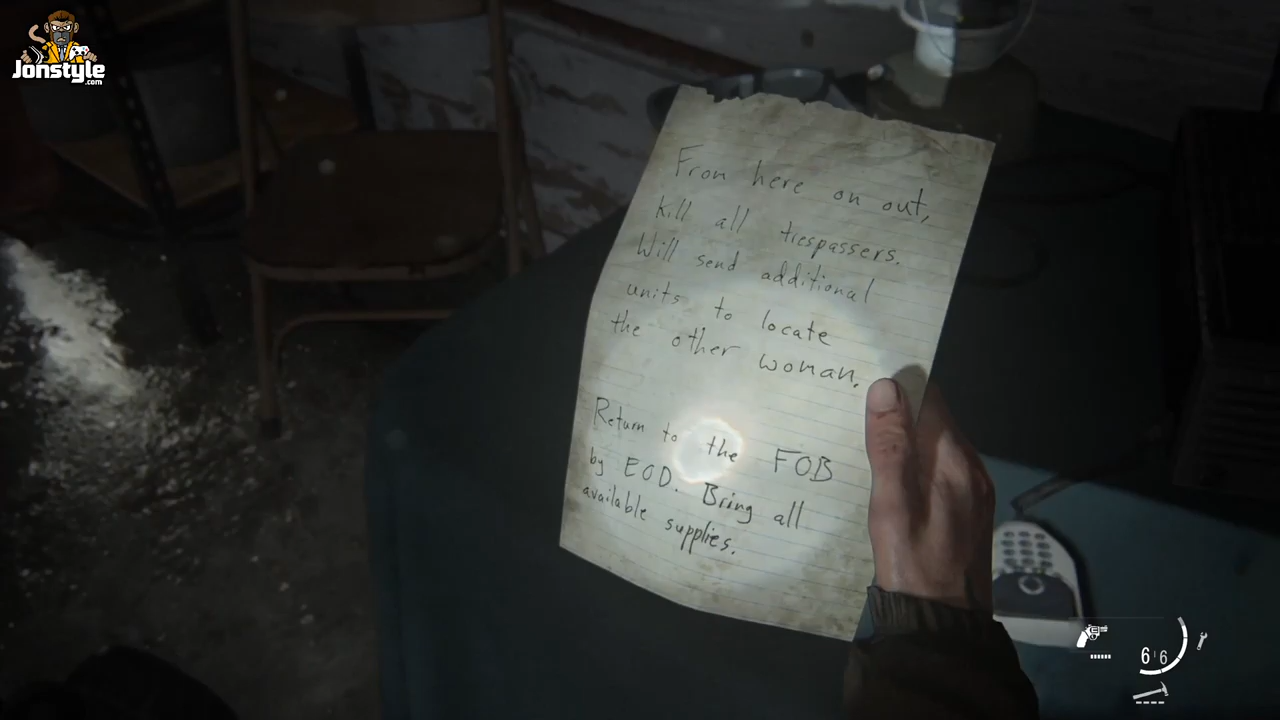 Jonstyle
.com
From here on out,
kill all trespassers.
Will send additional
units to locate
the other woman.
Return to the FOB
by EOD. Bring all
available supplies.
6 6